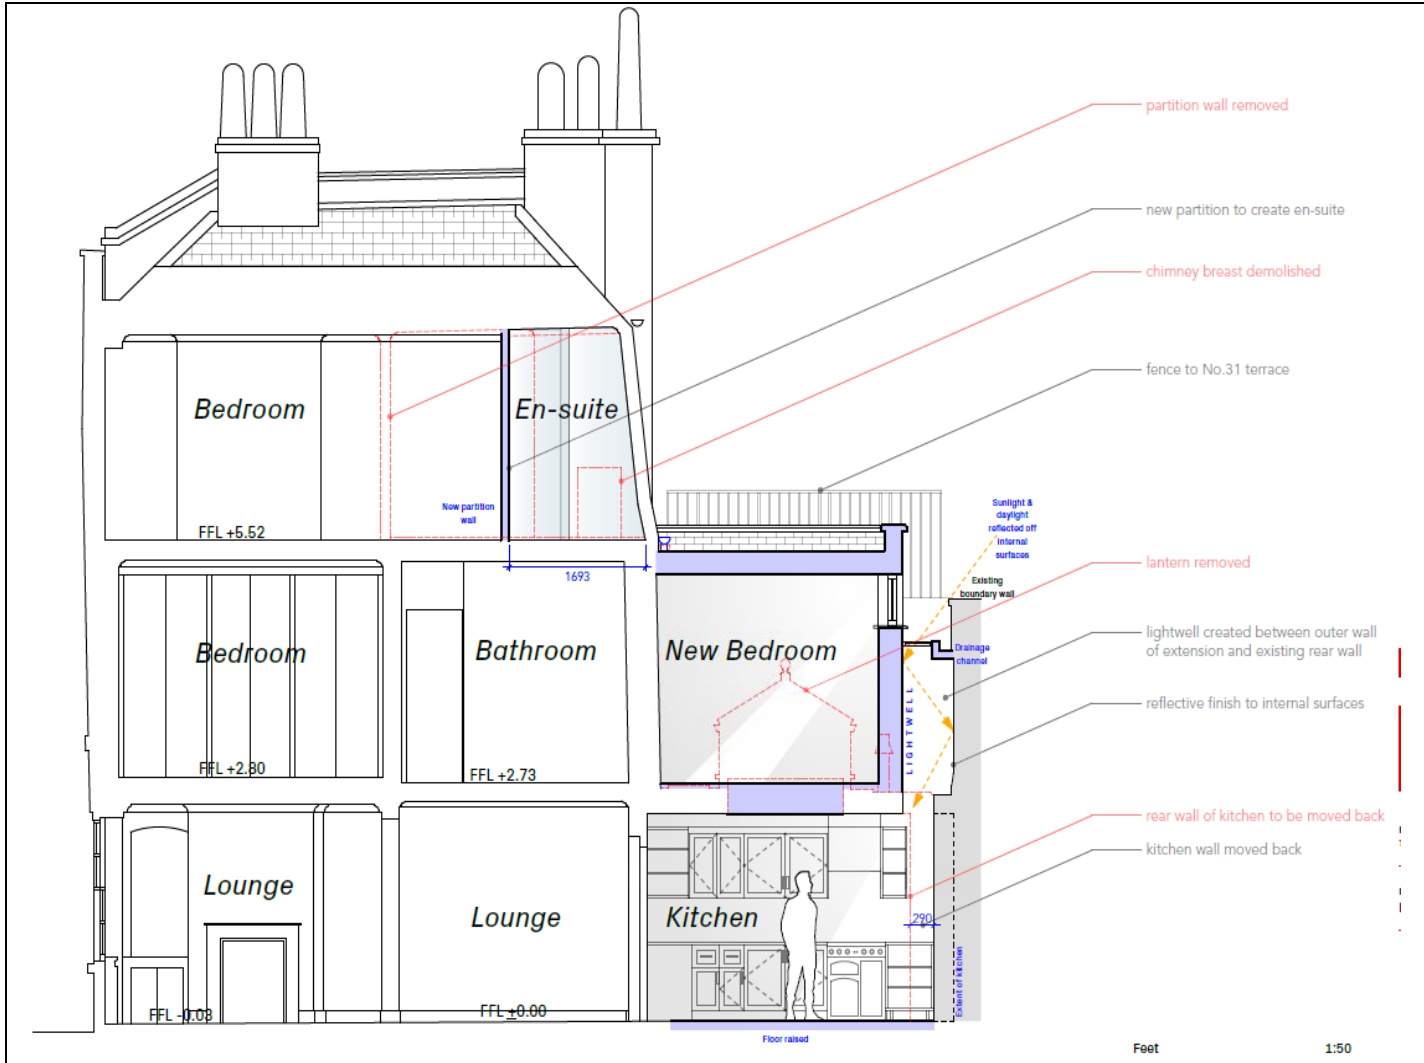 partition wall removed
new partition to create en-suite
chimney breast demolished
fence to No.31 terrace
Bedroom
En-suite
New partition
wall
FFL +5.52
1693
Sunlight &
daylight
reflected off
internal
surfaces
lantern removed
Existing
boundary wall
Bedroom
Bathroom
New Bedroom
Drainage
channel
lightwell created between outer wall
of extension and existing rear wall
LIGHTWELL
reflective finish to internal surfaces
FFL +2.80
FFL +2.73
rear wall of kitchen to be moved back
kitchen wall moved back
Lounge
Lounge
Kitchen
290
Extent of kitchen
FFL -0.03
FFL ±0.00
Floor raised
Feet
1:50